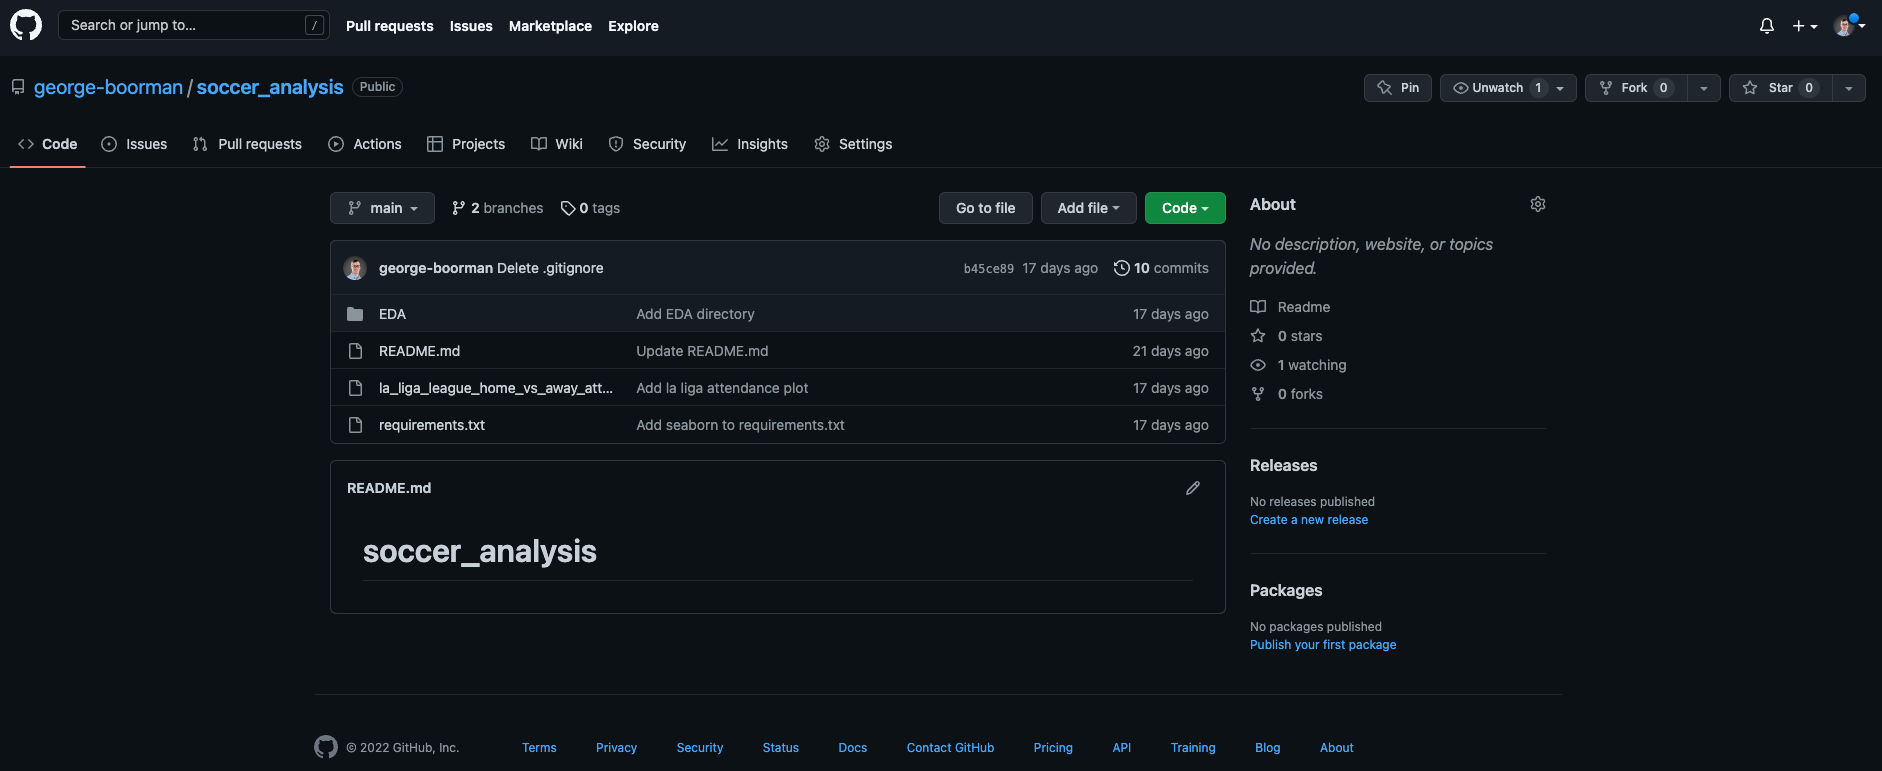 Search or jump to... / Pull requests Issues Marketplace Explore
george-boorman / soccer_analysis Public Pin Unwatch 1 Fork 0 Star 0
Code Issues Pull requests Actions Projects Wiki Security Insights Settings
main 2 branches 0 tags Go to file Add file Code
george-boorman Delete .gitignore b45ce89 17 days ago 10 commits
EDA Add EDA directory 17 days ago
README.md Update README.md 21 days ago
la_liga_league_home_vs_away_att... Add la liga attendance plot 17 days ago
requirements.txt Add seaborn to requirements.txt 17 days ago
README.md
soccer_analysis
About
No description, website, or topics
provided.
Readme
0 stars
1 watching
0 forks
Releases
No releases published
Create a new release
Packages
No packages published
Publish your first package
© 2022 GitHub, Inc. Terms Privacy Security Status Docs Contact GitHub Pricing API Training Blog About